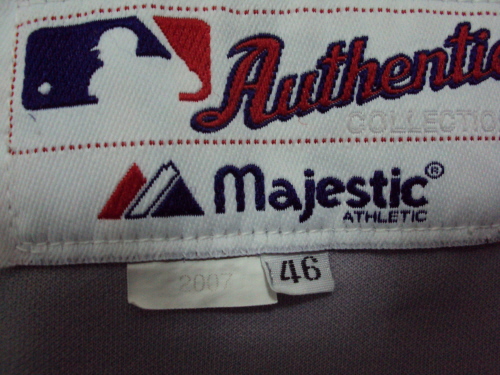 Authentic
COLLECTION
Majestic®
ATHLETIC
2007 46